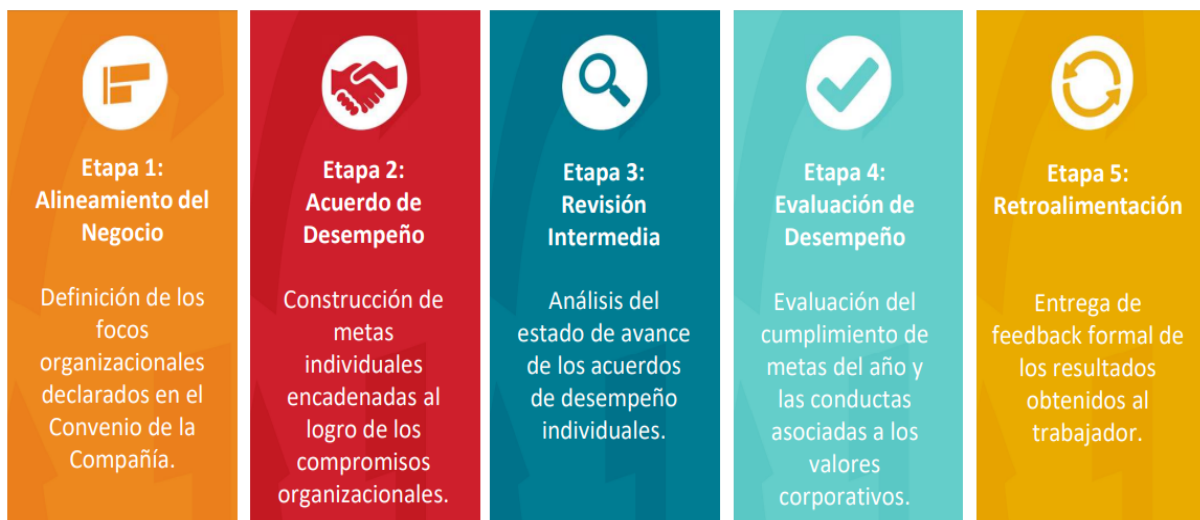 Etapa 1:
Alineamiento del
Negocio
Definición de los
focos
organizacionales
declarados en el
Convenio de la
Compañía.
Etapa 2:
Acuerdo de
Desempeño
Construcción de
metas
individuales
encadenadas al
logro de los
compromisos
organizacionales.
Etapa 3:
Revisión
Intermedia
Análisis del
estado de avance
de los acuerdos
de desempeño
individuales.
Etapa 4:
Evaluación de
Desempeño
Evaluación del
cumplimiento de
metas del año y
las conductas
asociadas a los
valores
corporativos.
Etapa 5:
Retroalimentación
Entrega de
feedback formal de
los resultados
obtenidos al
trabajador.